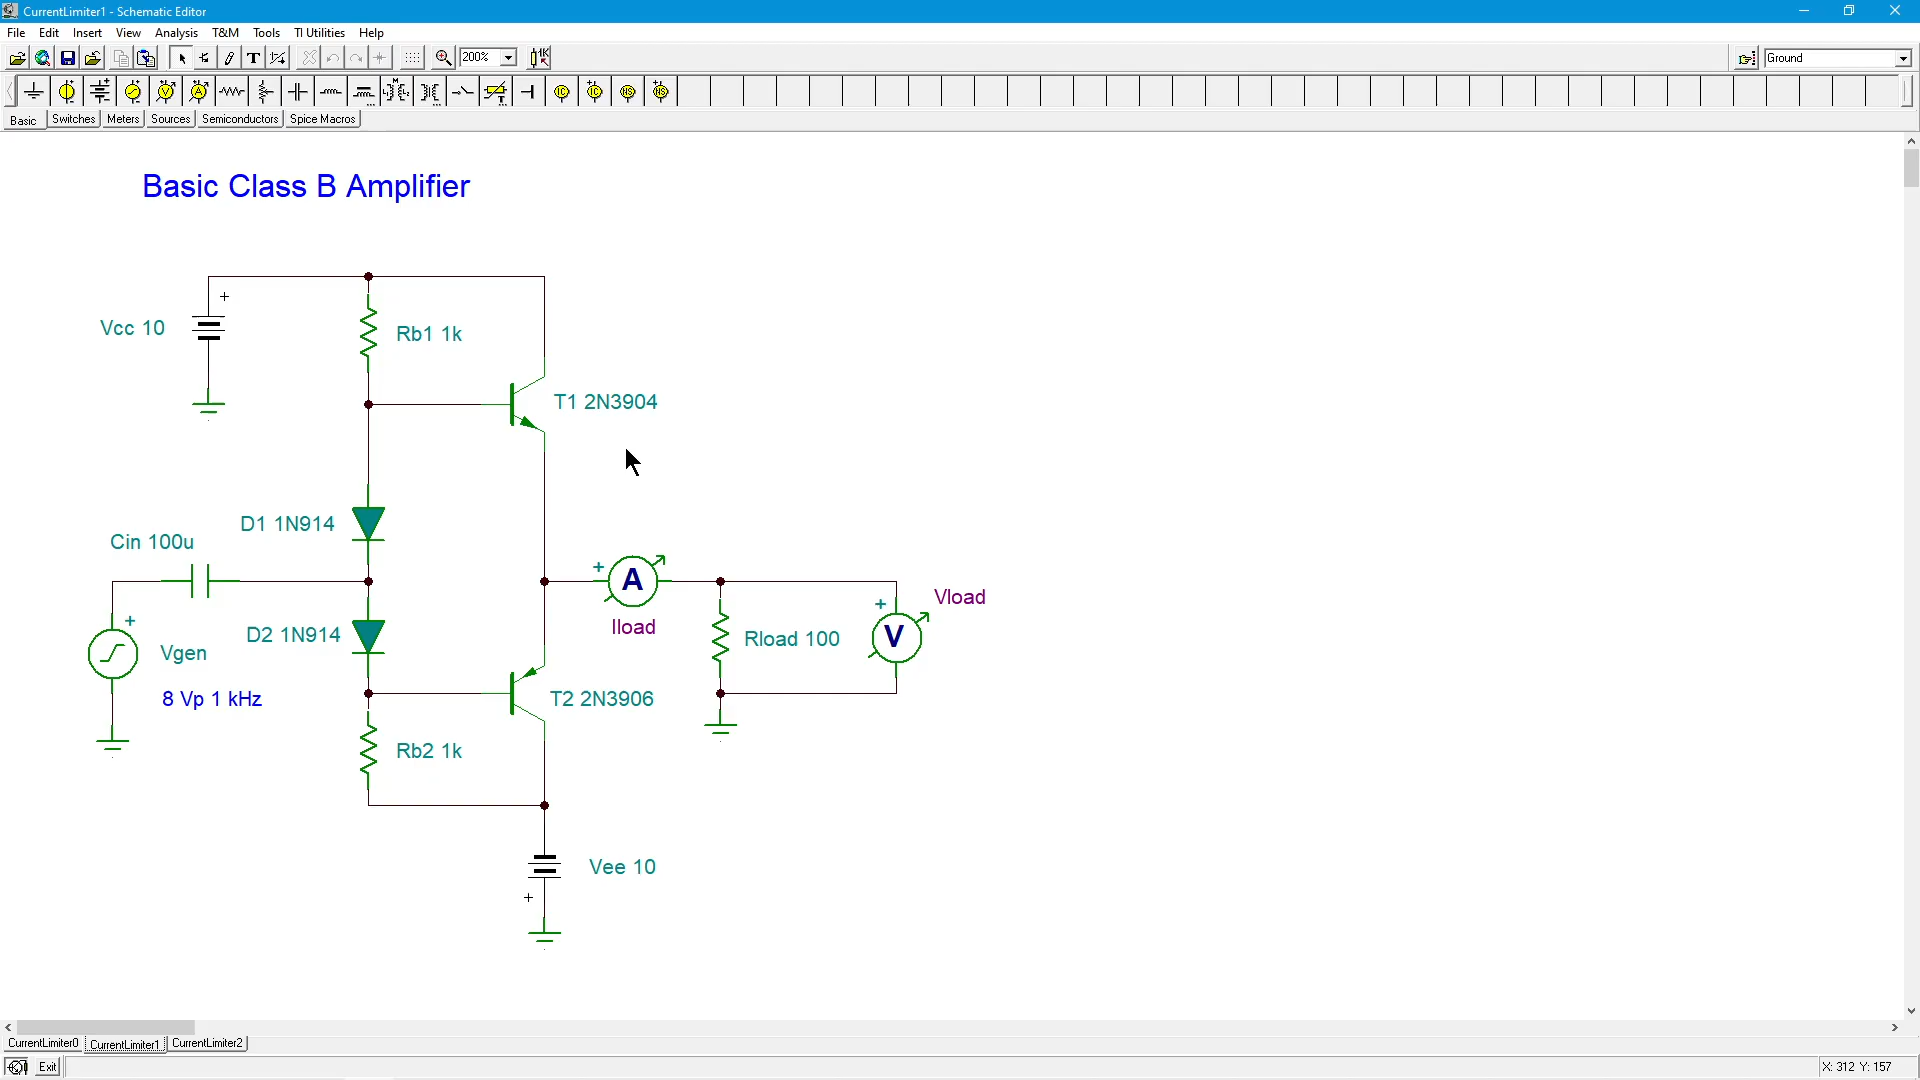 CurrentLimiter1 - Schematic Editor
File Edit Insert View Analysis T&M Tools TI Utilities Help
200%
Ground
Basic Switches Meters Sources Semiconductors Spice Macros
Basic Class B Amplifier
+
Vcc 10
Rb1 1k
T1 2N3904
D1 1N914
Cin 100u
+
A
Iload
+
Vload
V
Rload 100
+
Vgen
8 Vp 1 kHz
D2 1N914
T2 2N3906
Rb2 1k
Vee 10
+
CurrentLimiter0 CurrentLimiter1 CurrentLimiter2
Exit
X: 312 Y: 157